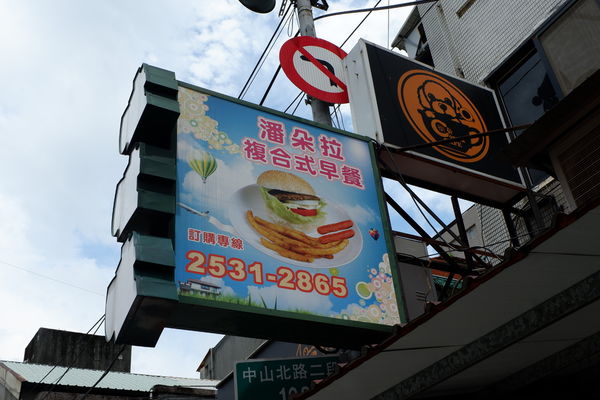 潘朵拉
複合式早餐
訂購專線
2531-2865
中山北路二段